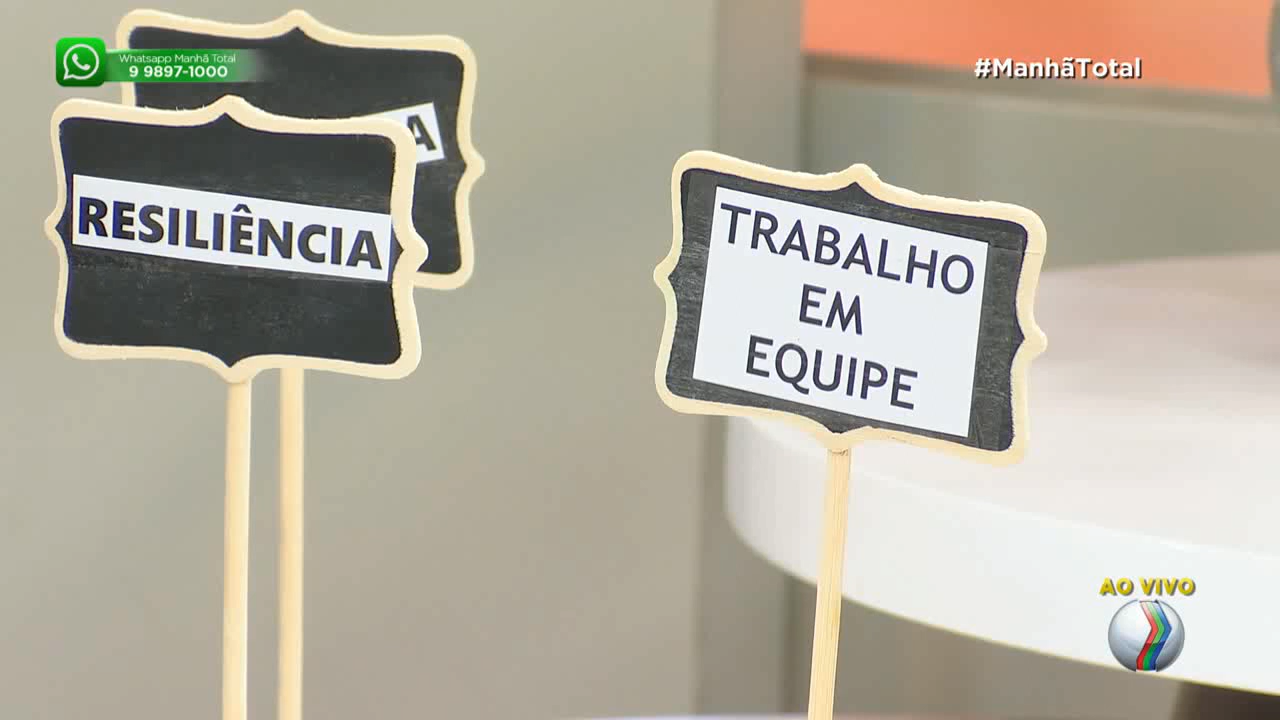 Whatsapp Manhã Total
9 9897-1000
#ManhãTotal
RESILIÊNCIA
TRABALHO
EM
EQUIPE
AO VIVO